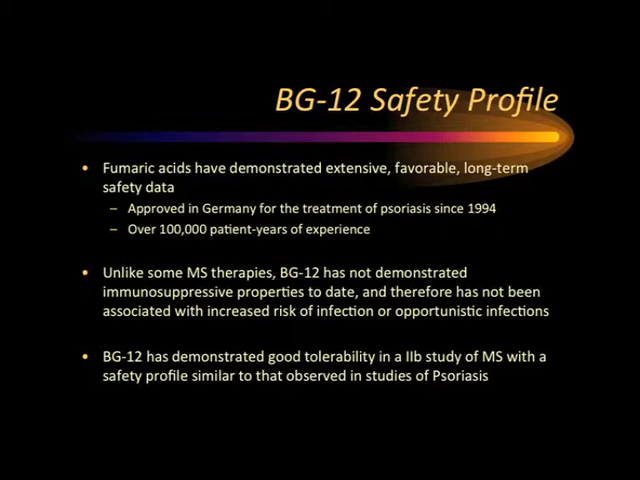 BG-12 Safety Profile
• Fumaric acids have demonstrated extensive, favorable, long-term
safety data
– Approved in Germany for the treatment of psoriasis since 1994
– Over 100,000 patient-years of experience
• Unlike some MS therapies, BG-12 has not demonstrated
immunosuppressive properties to date, and therefore has not been
associated with increased risk of infection or opportunistic infections
• BG-12 has demonstrated good tolerability in a IIb study of MS with a
safety profile similar to that observed in studies of Psoriasis